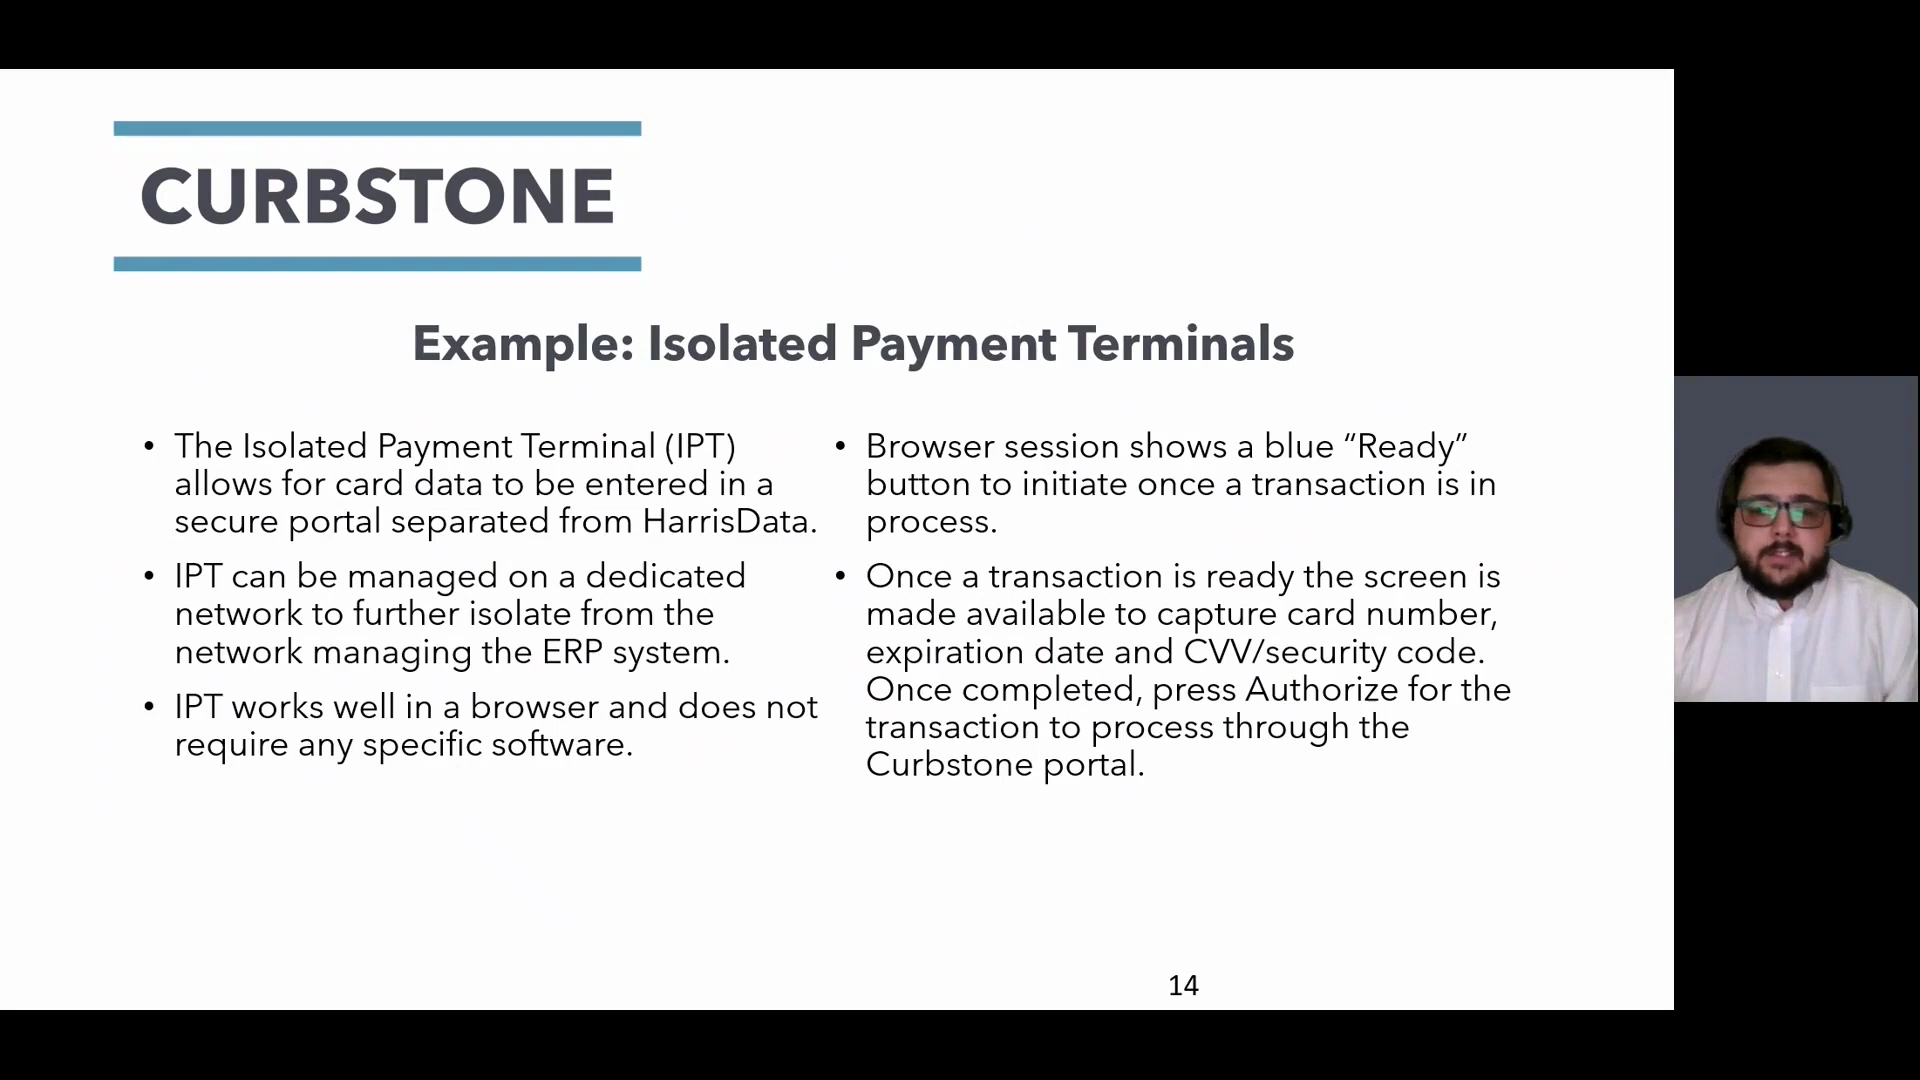 CURBSTONE
Example: Isolated Payment Terminals
• The Isolated Payment Terminal (IPT)
allows for card data to be entered in a
secure portal separated from HarrisData.
• IPT can be managed on a dedicated
network to further isolate from the
network managing the ERP system.
• IPT works well in a browser and does not
require any specific software.
• Browser session shows a blue “Ready”
button to initiate once a transaction is in
process.
• Once a transaction is ready the screen is
made available to capture card number,
expiration date and CVV/security code.
Once completed, press Authorize for the
transaction to process through the
Curbstone portal.
14